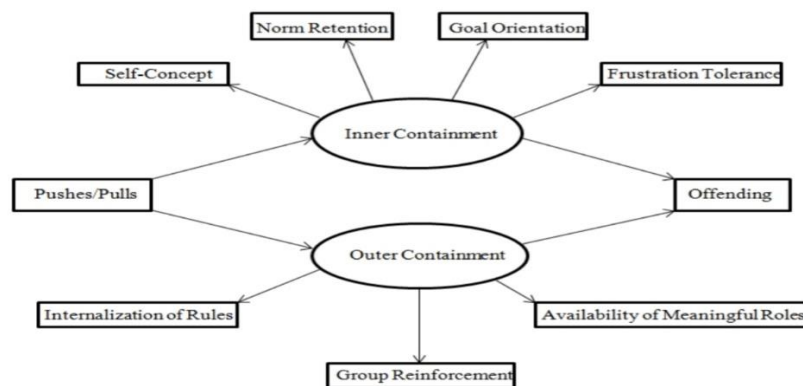 Norm Retention
Goal Orientation
Self-Concept
Frustration Tolerance
Inner Containment
Pushes/Pulls
Offending
Outer Containment
Internalization of Rules
Availability of Meaningful Roles
Group Reinforcement